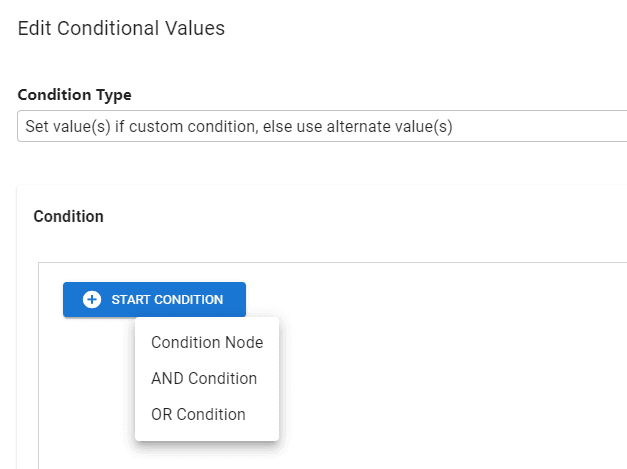 Edit Conditional Values
Condition Type
Set value(s) if custom condition, else use alternate value(s)
Condition
START CONDITION
Condition Node
AND Condition
OR Condition